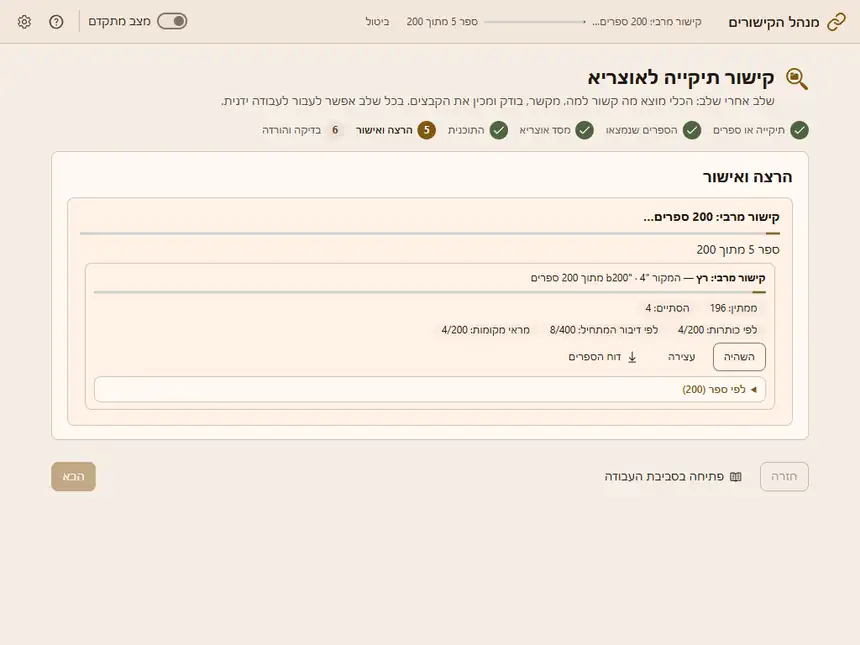 מנהל הקישורים
קישור מרבי: 200 ספרים...
ספר 5 מתוך 200
ביטול
מצב מתקדם
קישור תיקייה לאוצריא
שלב אחרי שלב: הכלי מוצא מה קשור למה, מקשר, בודק ומכין את הקבצים. בכל שלב אפשר לעבור לעבודה ידנית.
תיקייה או ספרים
הספרים שנמצאו
מסד אוצריא
התוכנית
5 הרצה ואישור
6 בדיקה והורדה
הרצה ואישור
קישור מרבי: 200 ספרים...
ספר 5 מתוך 200
קישור מרבי: רץ — המקור "b200" · 4 מתוך 200 ספרים
ממתין: 196 הסתיים: 4
לפי כותרות: 4/200 לפי דיבור המתחיל: 8/400 מראי מקומות: 4/200
השהיה
עצירה
דוח הספרים
לפי ספר (200)
חזרה
פתיחה בסביבת העבודה
הבא